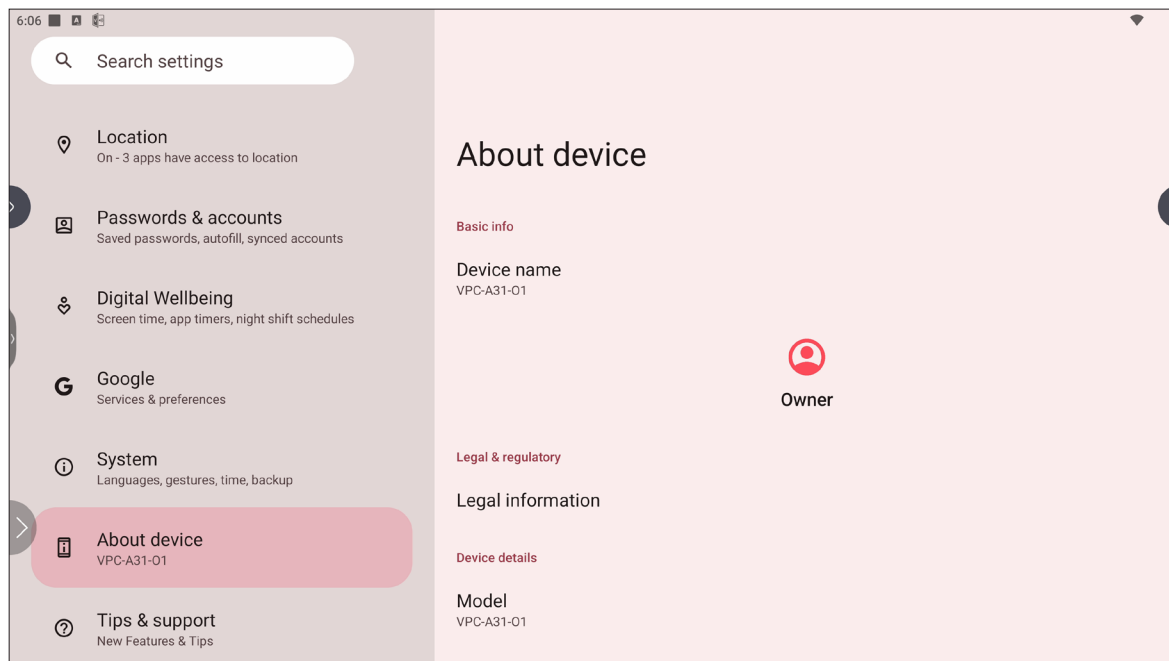 6:06
Search settings
Location
On - 3 apps have access to location
Passwords & accounts
Saved passwords, autofill, synced accounts
Digital Wellbeing
Screen time, app timers, night shift schedules
Google
Services & preferences
System
Languages, gestures, time, backup
About device
VPC-A31-O1
Tips & support
New Features & Tips
About device
Basic info
Device name
VPC-A31-O1
Owner
Legal & regulatory
Legal information
Device details
Model
VPC-A31-O1